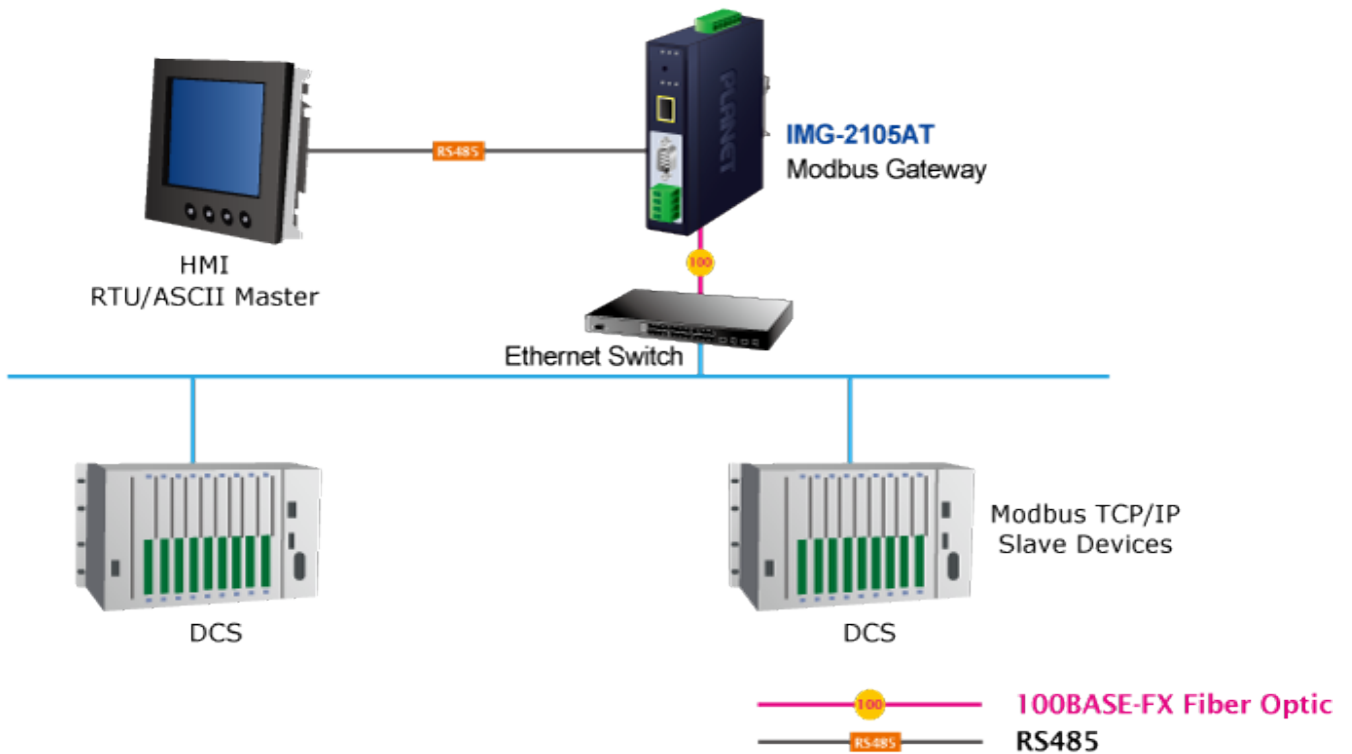 PLANET
IMG-2105AT
Modbus Gateway
RS485
HMI
RTU/ASCII Master
100
Ethernet Switch
Modbus TCP/IP
Slave Devices
DCS
DCS
100
100BASE-FX Fiber Optic
RS485
RS485